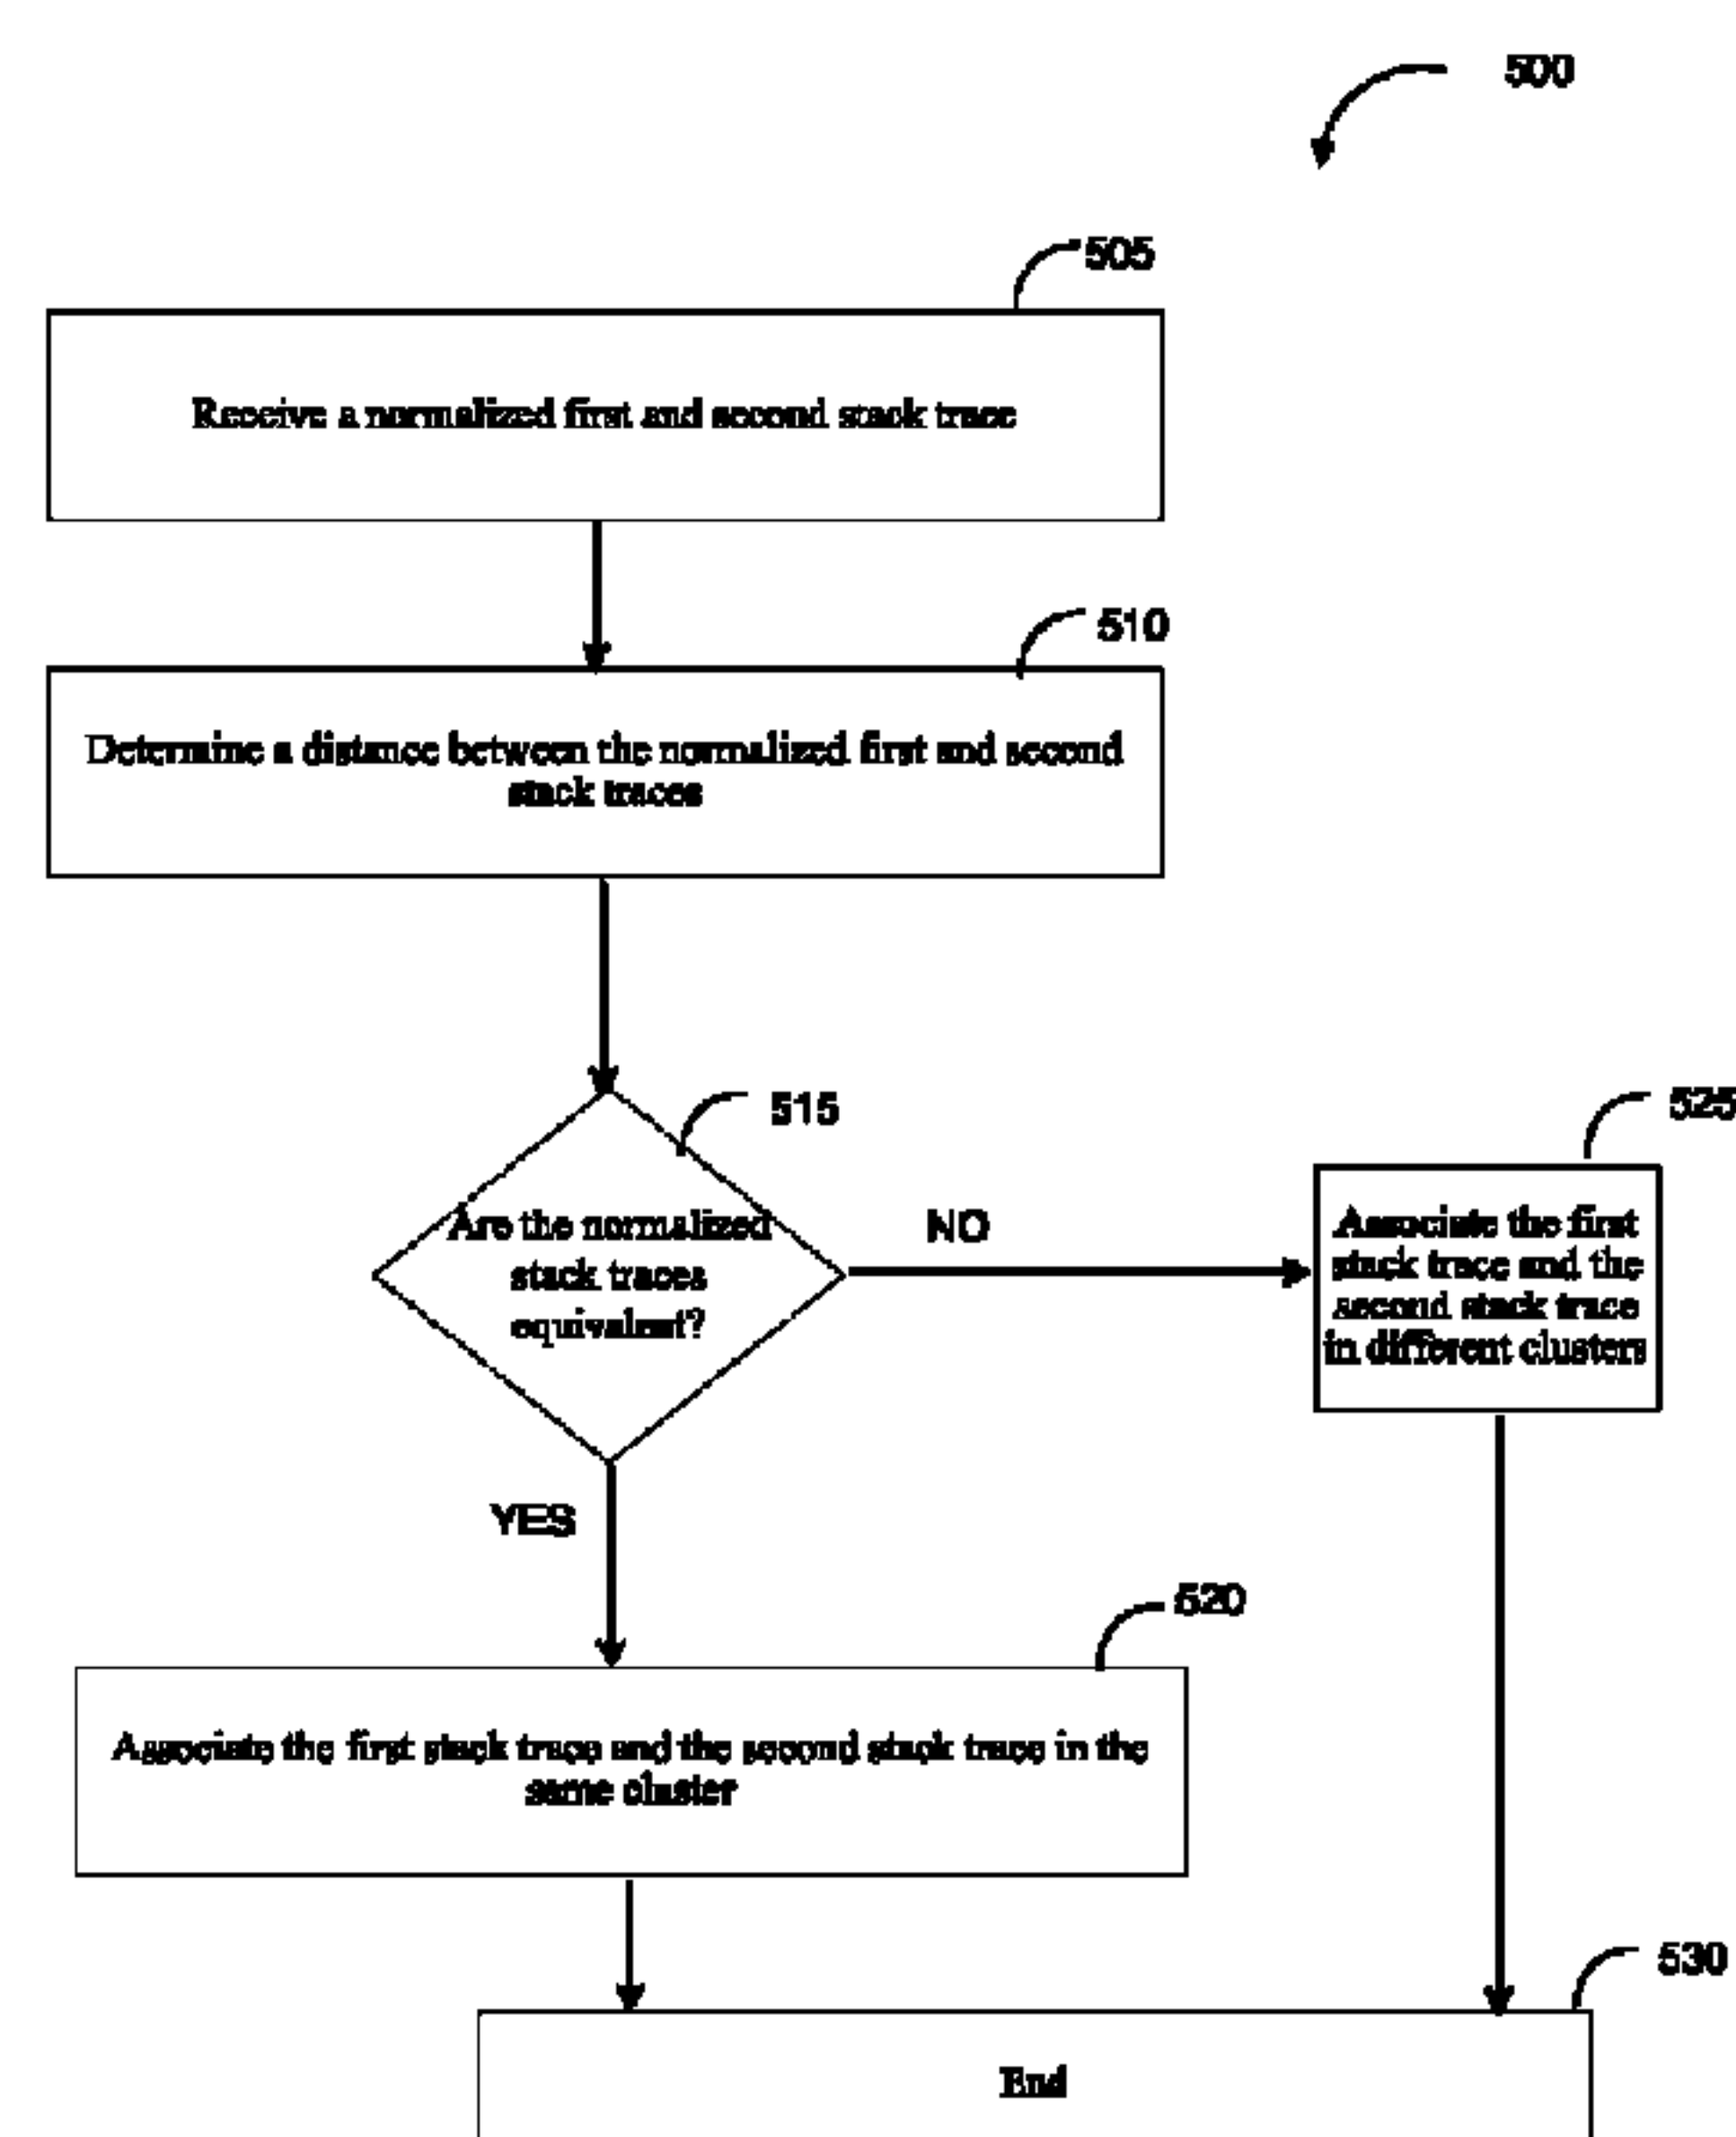 500
505
Receive a normalized first and second stack trace
510
Determine a distance between the normalized first and second
stack traces
515
Are the normalized
stack traces
equivalent?
NO
525
Associate the first
stack trace and the
second stack trace
in different clusters
YES
520
Associate the first stack trace and the second stack trace in the
same cluster
530
End